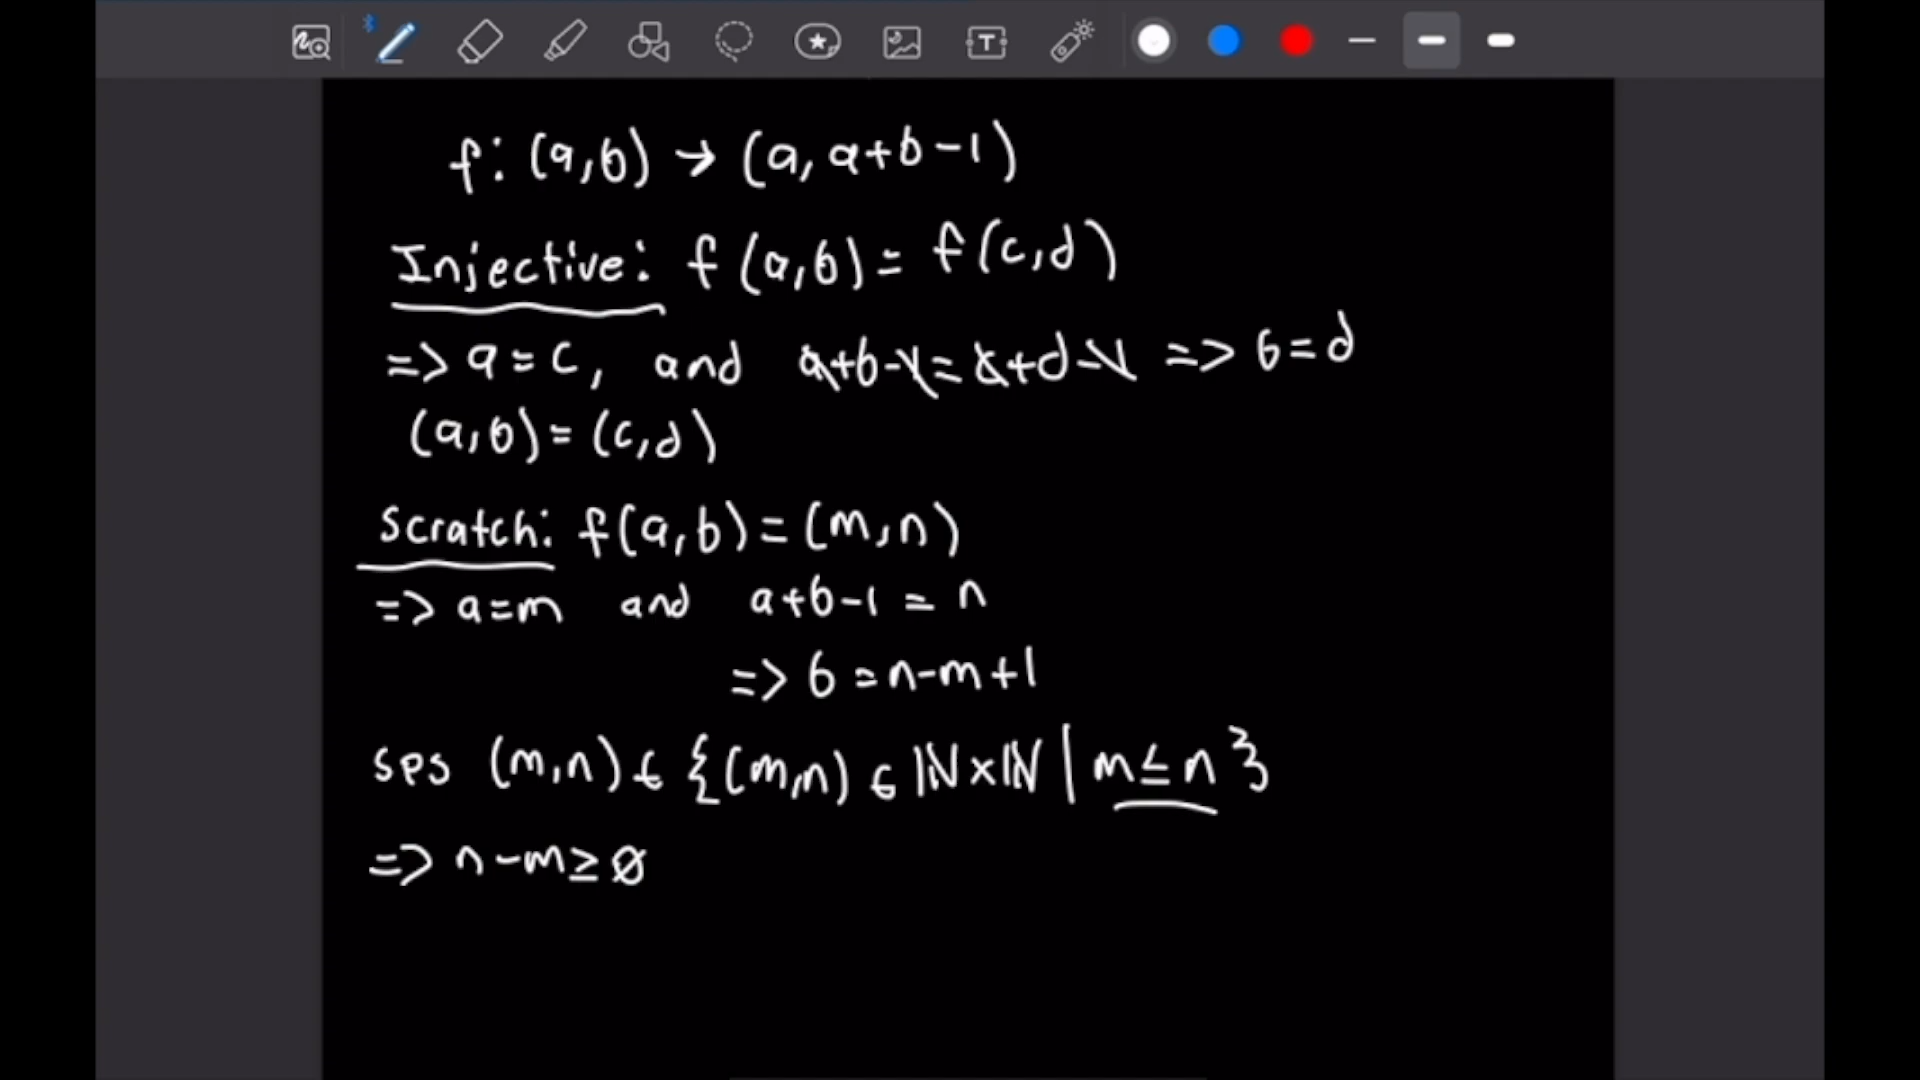 f: (a,b) → (a, a+b-1)
Injective: f(a,b) = f(c,d)
=> a=c, and a+b-1 = a+d-1 => b=d
(a,b) = (c,d)
Scratch: f(a,b) = (m,n)
=> a=m and a+b-1 = n
=> b = n-m+1
sps (m,n) ∈ {(m,n) ∈ ℕ×ℕ | m≤n}
=> n-m≥0